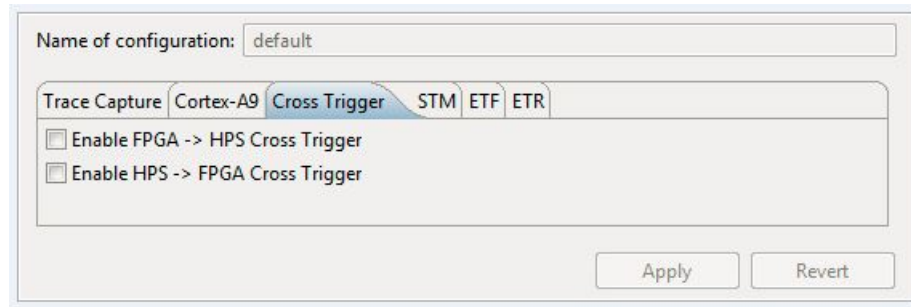 Name of configuration: default
Trace Capture Cortex-A9 Cross Trigger STM ETF ETR
Enable FPGA -> HPS Cross Trigger
Enable HPS -> FPGA Cross Trigger
Apply Revert